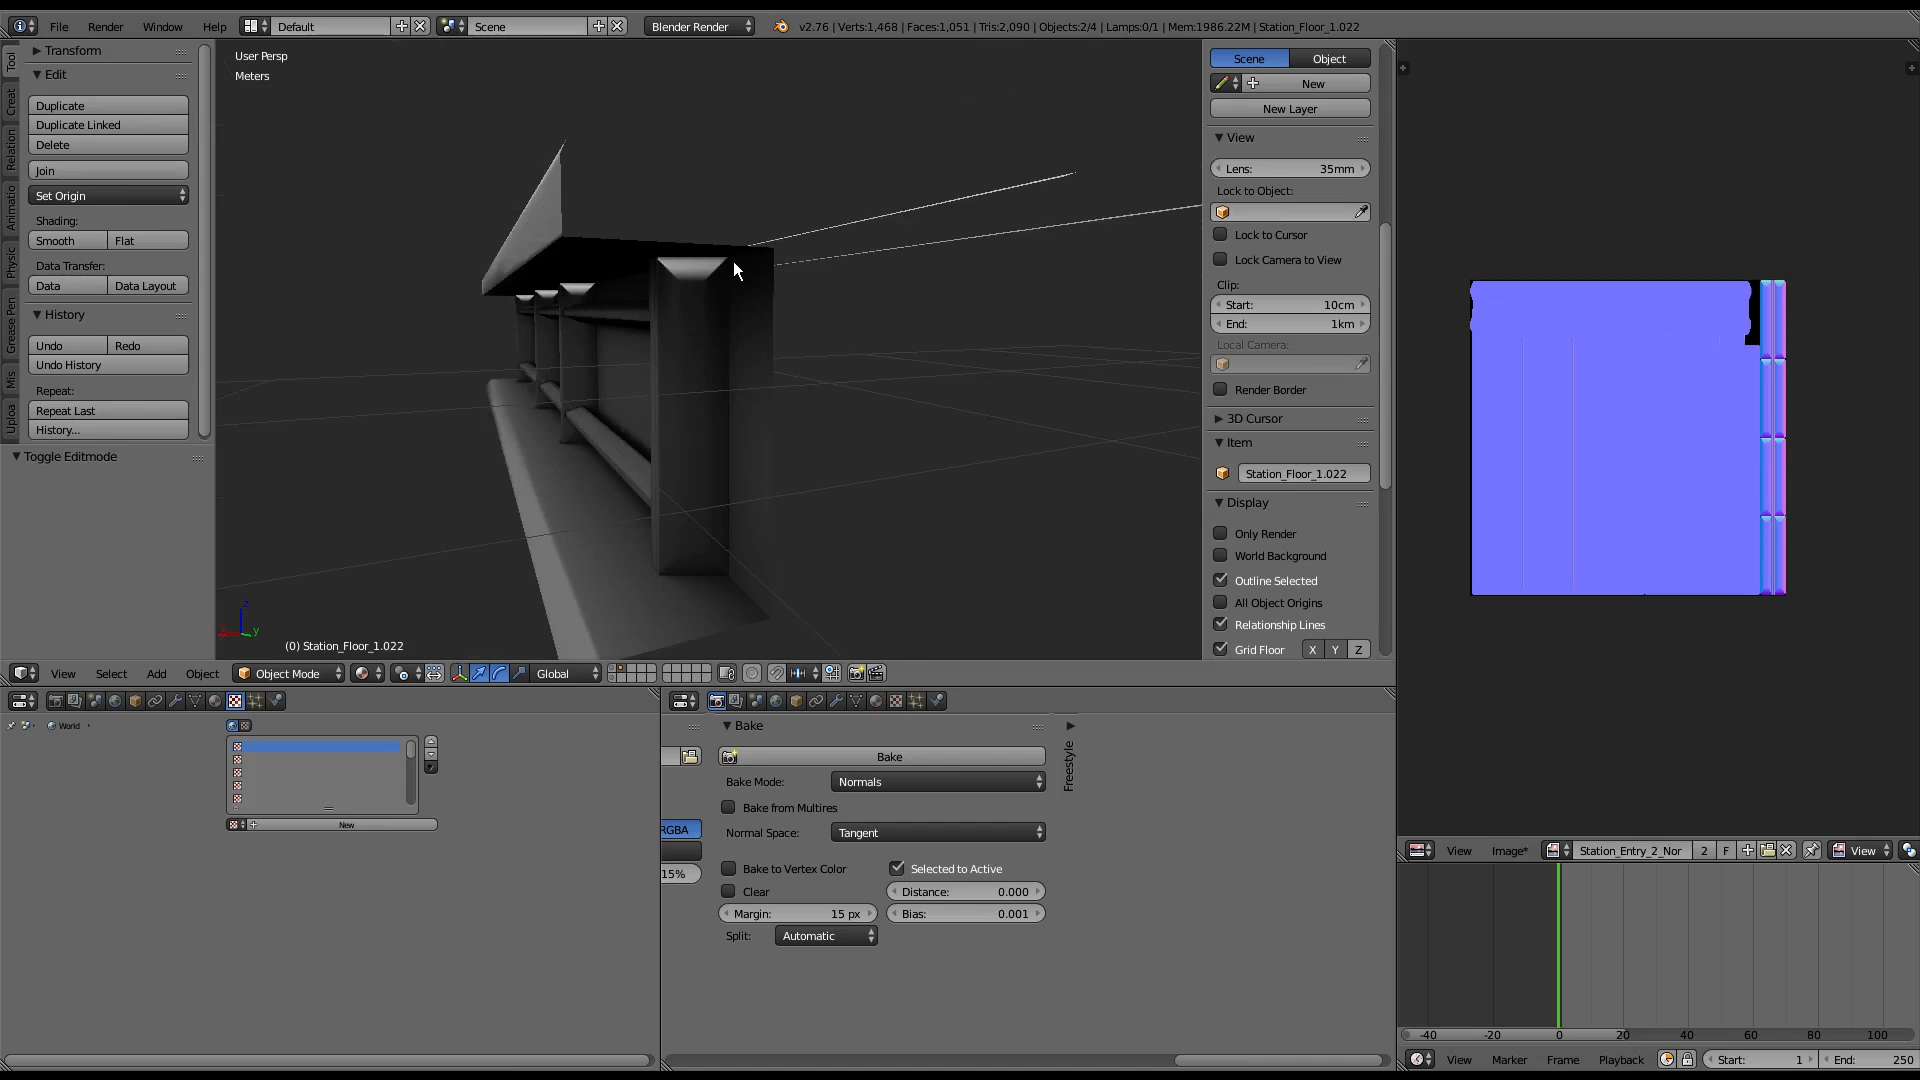 File Render Window Help Default Scene Blender Render v2.76 | Verts:1,468 | Faces:1,051 | Tris:2,090 | Objects:2/4 | Lamps:0/1 | Mem:1986.22M | Station_Floor_1.022
Tool
Creat
Relation
Animatio
Physic
Grease Pen
Mis
Uploa
Transform
Edit
Duplicate
Duplicate Linked
Delete
Join
Set Origin
Shading:
Smooth Flat
Data Transfer:
Data Data Layout
History
Undo Redo
Undo History
Repeat:
Repeat Last
History...
Toggle Editmode
User Persp
Meters
z
x
y
(0) Station_Floor_1.022
Scene Object
New
New Layer
View
Lens: 35mm
Lock to Object:
Lock to Cursor
Lock Camera to View
Clip:
Start: 10cm
End: 1km
Local Camera:
Render Border
3D Cursor
Item
Station_Floor_1.022
Display
Only Render
World Background
Outline Selected
All Object Origins
Relationship Lines
Grid Floor X Y Z
View Select Add Object Object Mode Global
World
New
Bake
Bake
Bake Mode: Normals
Bake from Multires
Normal Space: Tangent
Bake to Vertex Color Selected to Active
Clear Distance: 0.000
Margin: 15 px Bias: 0.001
Split: Automatic
RGBA
15%
Freestyle
View Image* Station_Entry_2_Nor 2 F View
-40 -20 0 20 40 60 80 100
View Marker Frame Playback Start: 1 End: 250